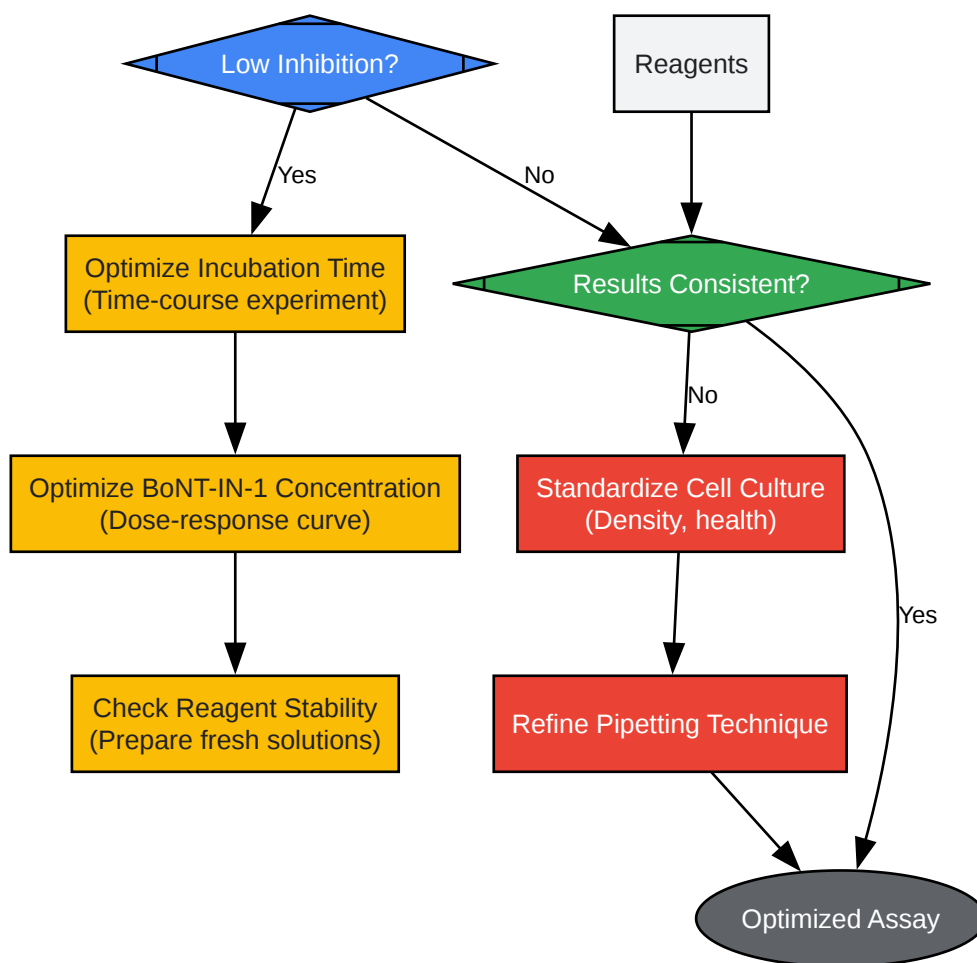 Low Inhibition?
Reagents
Yes
No
Optimize Incubation Time
(Time-course experiment)
Results Consistent?
No
Optimize BoNT-IN-1 Concentration
(Dose-response curve)
Standardize Cell Culture
(Density, health)
Yes
Check Reagent Stability
(Prepare fresh solutions)
Refine Pipetting Technique
Optimized Assay